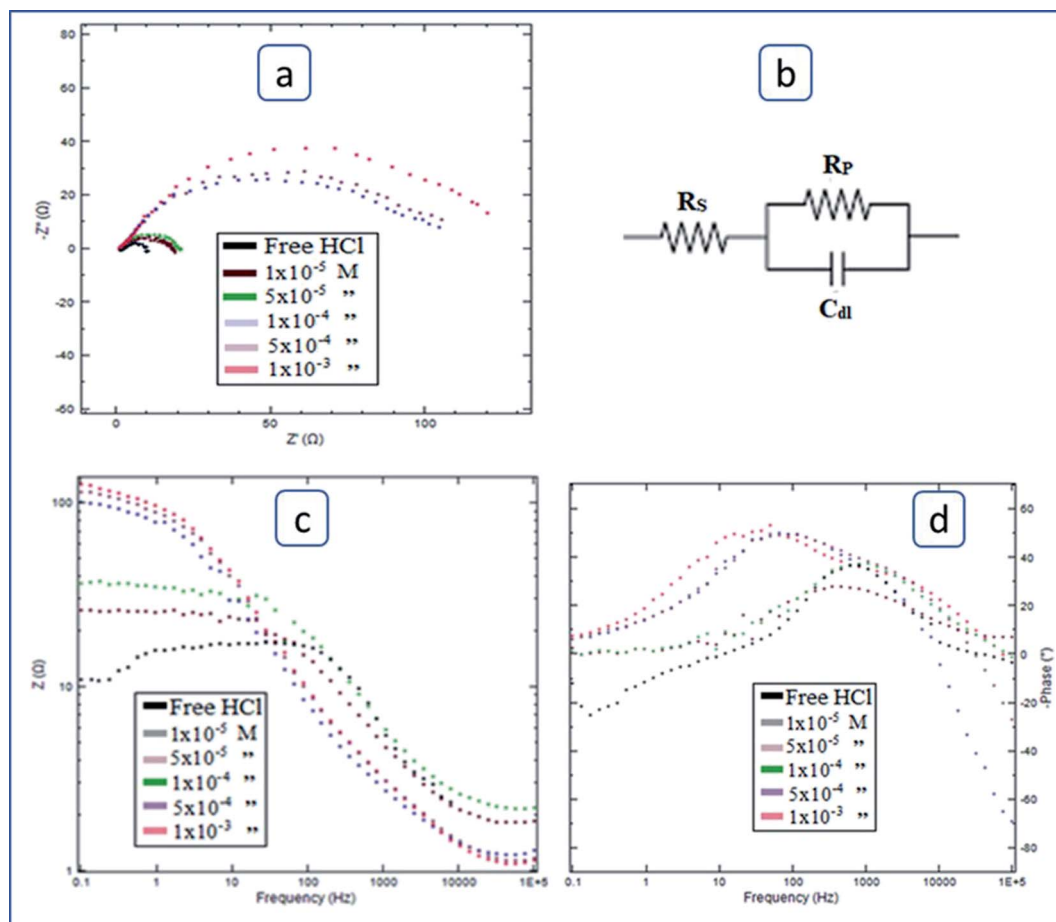 a
80
60
40
20
0
-20
-40
-60
-Z" (Ω)
0
50
100
Z' (Ω)
Free HCl
1x10⁻⁵ M
5x10⁻⁵ ”
1x10⁻⁴ ”
5x10⁻⁴ ”
1x10⁻³ ”
b
Rₛ
Rₚ
C_dl
c
100
10
1
Z (Ω)
0.1
1
10
100
1000
10000
1E+5
Frequency (Hz)
Free HCl
1x10⁻⁵ M
5x10⁻⁵ ”
1x10⁻⁴ ”
5x10⁻⁴ ”
1x10⁻³ ”
d
60
40
20
0
-20
-40
-60
-80
-Phase (°)
0.1
1
10
100
1000
10000
1E+5
Frequency (Hz)
Free HCl
1x10⁻⁵ M
5x10⁻⁵ ”
1x10⁻⁴ ”
5x10⁻⁴ ”
1x10⁻³ ”